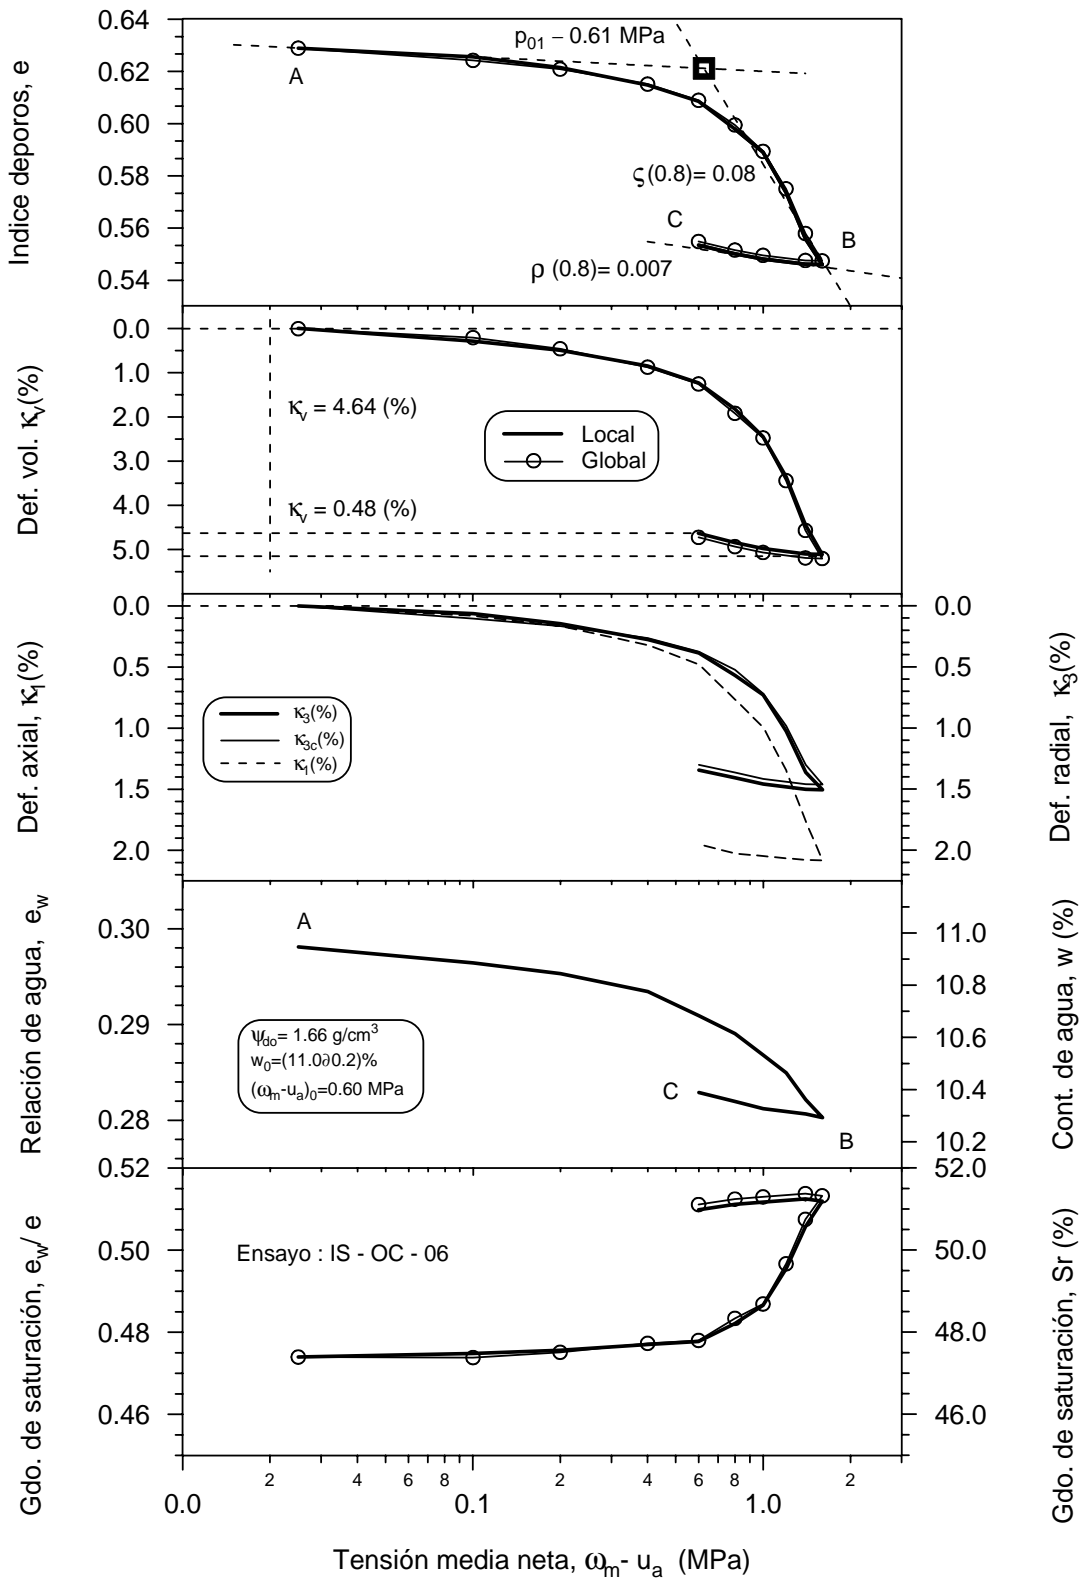 Indice deporos, e
0.64
0.62
0.60
0.58
0.56
0.54
p01 – 0.61 MPa
A
ς(0.8)= 0.08
C
B
ρ (0.8)= 0.007
Def. vol. κv(%)
0.0
1.0
2.0
3.0
4.0
5.0
κv = 4.64 (%)
κv = 0.48 (%)
Local
Global
Def. axial, κ1(%)
0.0
0.5
1.0
1.5
2.0
κ3(%)
κ3c(%)
κ1(%)
0.0
0.5
1.0
1.5
2.0
Def. radial, κ3(%)
Relación de agua, ew
0.30
0.29
0.28
A
C
B
ψdo= 1.66 g/cm3
w0=(11.0∂0.2)%
(ωm-ua)0=0.60 MPa
11.0
10.8
10.6
10.4
10.2
Cont. de agua, w (%)
Gdo. de saturación, ew/ e
0.52
0.50
0.48
0.46
Ensayo : IS - OC - 06
52.0
50.0
48.0
46.0
Gdo. de saturación, Sr (%)
2 4 6 8 2 4 6 8 2
0.0 0.1 1.0
Tensión media neta, ωm- ua (MPa)